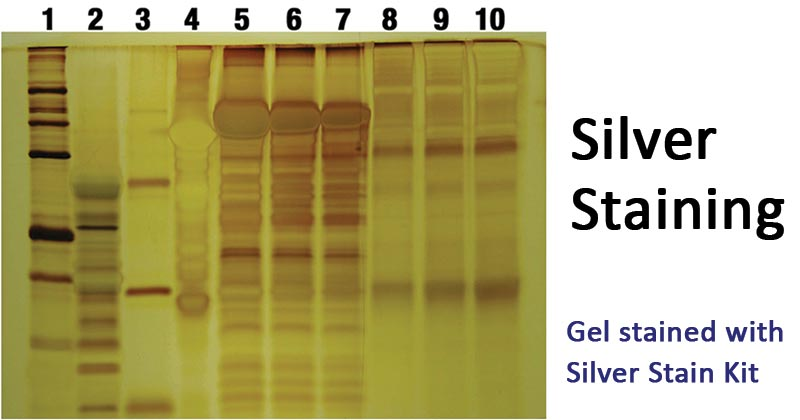 1 2 3 4 5 6 7 8 9 10
Silver
Staining
Gel stained with
Silver Stain Kit